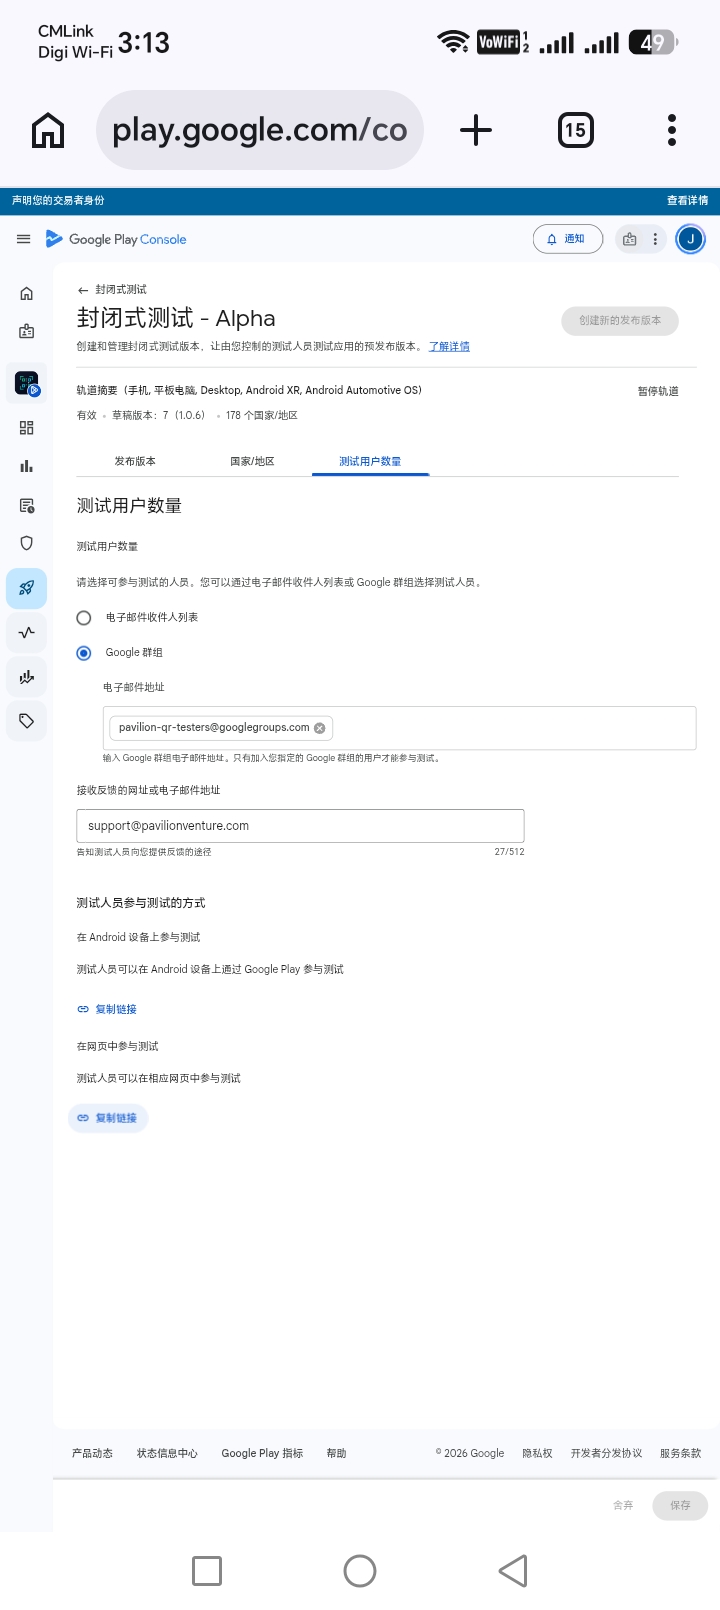 CMLink
Digi Wi-Fi
3:13
VoWiFi 1 2
49
play.google.com/co
15
声明您的交易者身份
查看详情
Google Play Console
通知
J
封闭式测试
封闭式测试 - Alpha
创建新的发布版本
创建和管理封闭式测试版本，让由您控制的测试人员测试应用的预发布版本。 了解详情
轨道摘要（手机, 平板电脑, Desktop, Android XR, Android Automotive OS）
暂停轨道
有效 • 草稿版本：7（1.0.6） • 178 个国家/地区
发布版本
国家/地区
测试用户数量
测试用户数量
测试用户数量
请选择可参与测试的人员。您可以通过电子邮件收件人列表或 Google 群组选择测试人员。
电子邮件收件人列表
Google 群组
电子邮件地址
pavilion-qr-testers@googlegroups.com
输入 Google 群组电子邮件地址。只有加入您指定的 Google 群组的用户才能参与测试。
接收反馈的网址或电子邮件地址
support@pavilionventure.com
告知测试人员向您提供反馈的途径
27/512
测试人员参与测试的方式
在 Android 设备上参与测试
测试人员可以在 Android 设备上通过 Google Play 参与测试
复制链接
在网页中参与测试
测试人员可以在相应网页中参与测试
复制链接
产品动态
状态信息中心
Google Play 指标
帮助
© 2026 Google
隐私权
开发者分发协议
服务条款
舍弃
保存